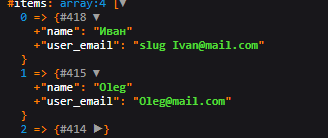 #items: array:4 [▼
0 => {#418 ▼
+"name": "Иван"
+"user_email": "slug Ivan@mail.com"
}
1 => {#415 ▼
+"name": "Oleg"
+"user_email": "Oleg@mail.com"
}
2 => {#414 ▶}